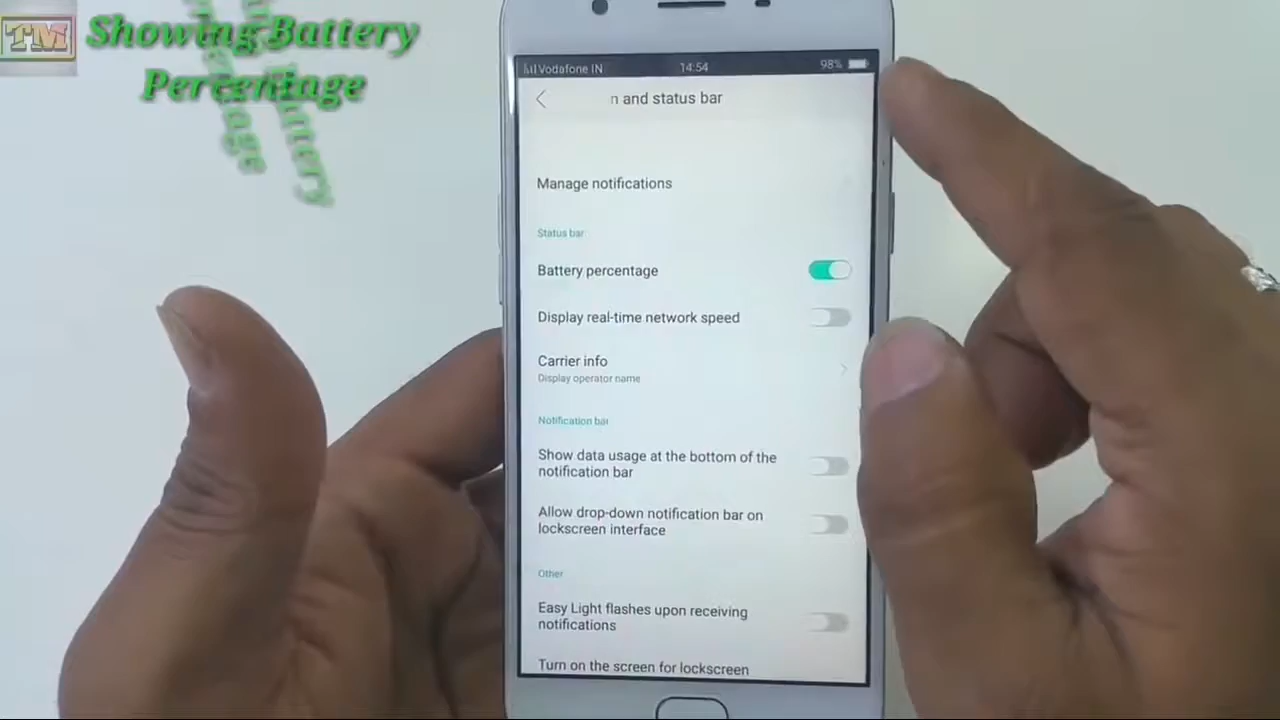 TM
Showing Battery
Percentage
Battery
Vodafone IN 14:54 98%
n and status bar
Manage notifications
Status bar
Battery percentage
Display real-time network speed
Carrier info
Display operator name
Notification bar
Show data usage at the bottom of the
notification bar
Allow drop-down notification bar on
lockscreen interface
Other
Easy Light flashes upon receiving
notifications
Turn on the screen for lockscreen